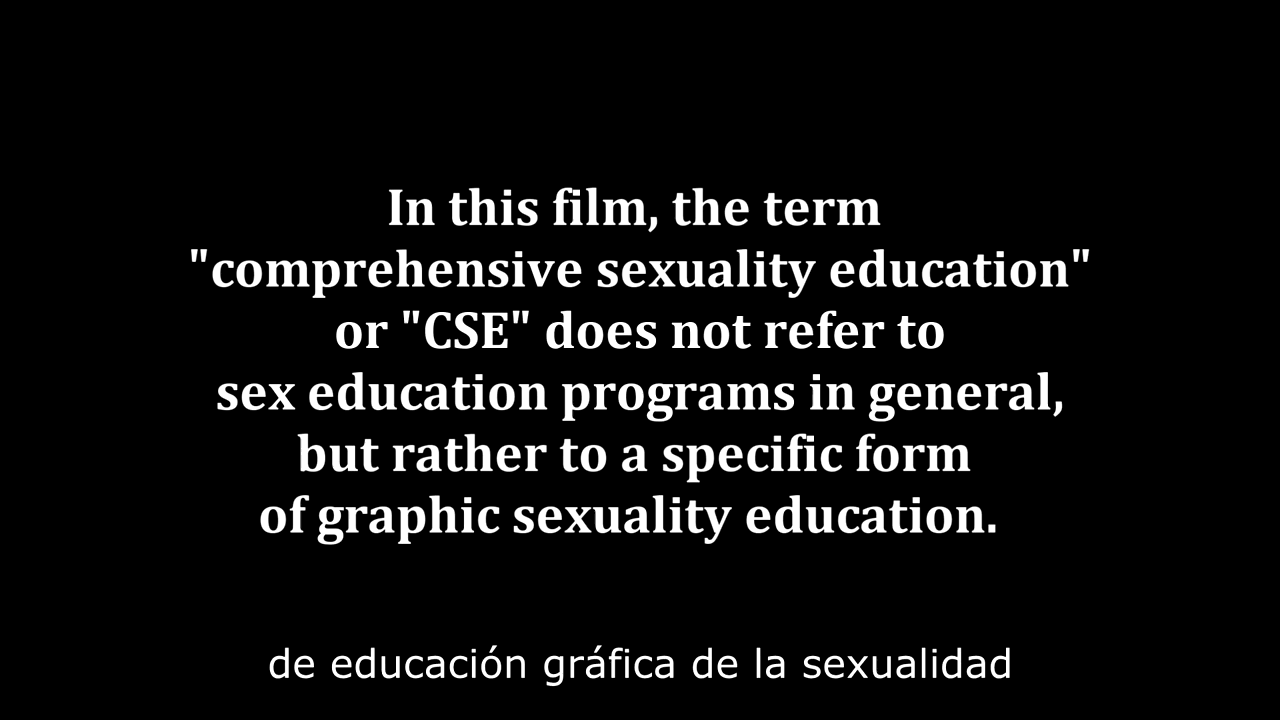 In this film, the term
"comprehensive sexuality education"
or "CSE" does not refer to
sex education programs in general,
but rather to a specific form
of graphic sexuality education.
de educación gráfica de la sexualidad